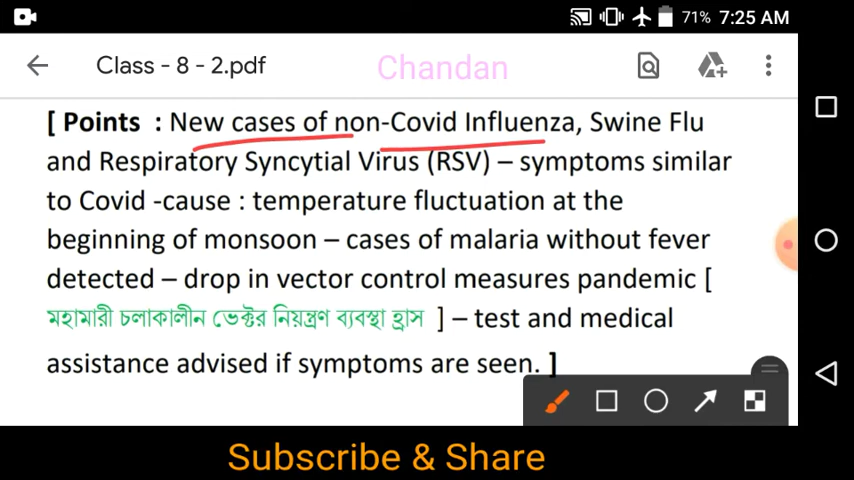 71% 7:25 AM
Class - 8 - 2.pdf
Chandan
[ Points : New cases of non-Covid Influenza, Swine Flu
and Respiratory Syncytial Virus (RSV) – symptoms similar
to Covid -cause : temperature fluctuation at the
beginning of monsoon – cases of malaria without fever
detected – drop in vector control measures pandemic [
মহামারী চলাকালীন ভেক্টর নিয়ন্ত্রণ ব্যবস্থা হ্রাস ] – test and medical
assistance advised if symptoms are seen. ]
Subscribe & Share